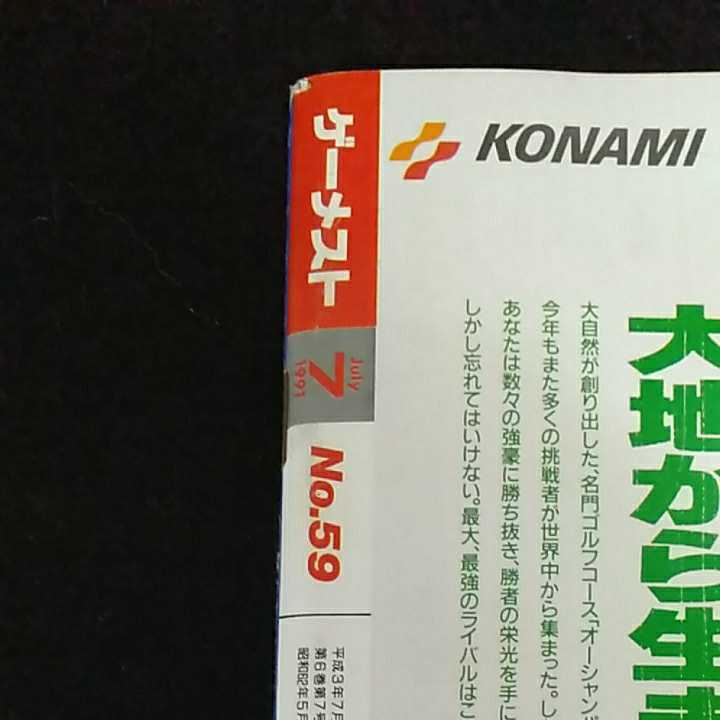 ゲーメスト
July
7
1991
No.59
平成3年7月
第6巻第7号
昭和62年5月
KONAMI
大地から生ま
大自然が創り出した、名門ゴルフコース「オーシャン
今年もまた多くの挑戦者が世界中から集まった。し
あなたは数々の強豪に勝ち抜き、勝者の栄光を手に
しかし忘れてはいけない。最大、最強のライバルはこ